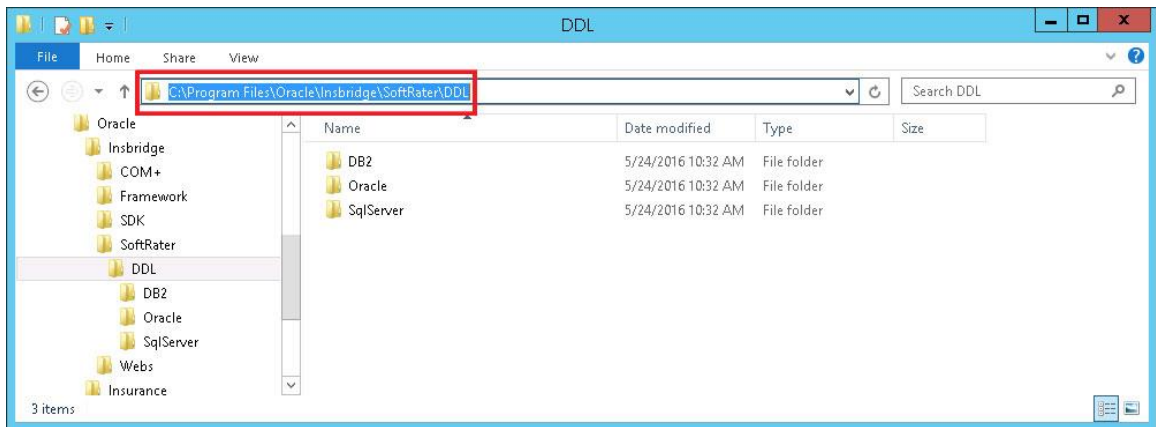 DDL
File Home Share View
C:\Program Files\Oracle\Insbridge\SoftRater\DDL Search DDL
Oracle
Insbridge
COM+
Framework
SDK
SoftRater
DDL
DB2
Oracle
SqlServer
Webs
Insurance
Name Date modified Type Size
DB2 5/24/2016 10:32 AM File folder
Oracle 5/24/2016 10:32 AM File folder
SqlServer 5/24/2016 10:32 AM File folder
3 items